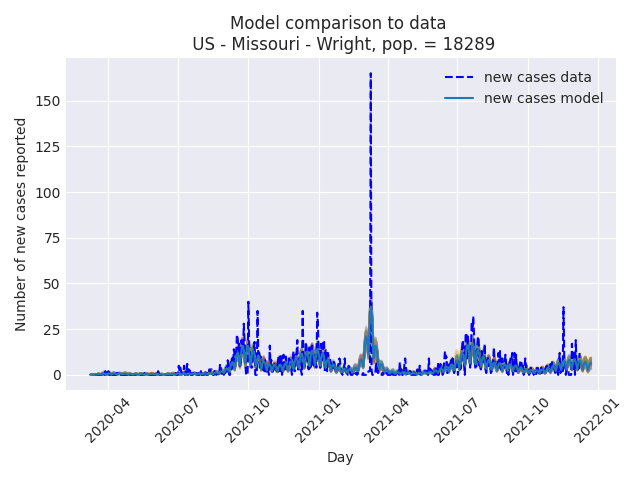 Model comparison to data
US - Missouri - Wright, pop. = 18289
new cases data
new cases model
Number of new cases reported
150
125
100
75
50
25
0
2020-04
2020-07
2020-10
2021-01
2021-04
2021-07
2021-10
2022-01
Day